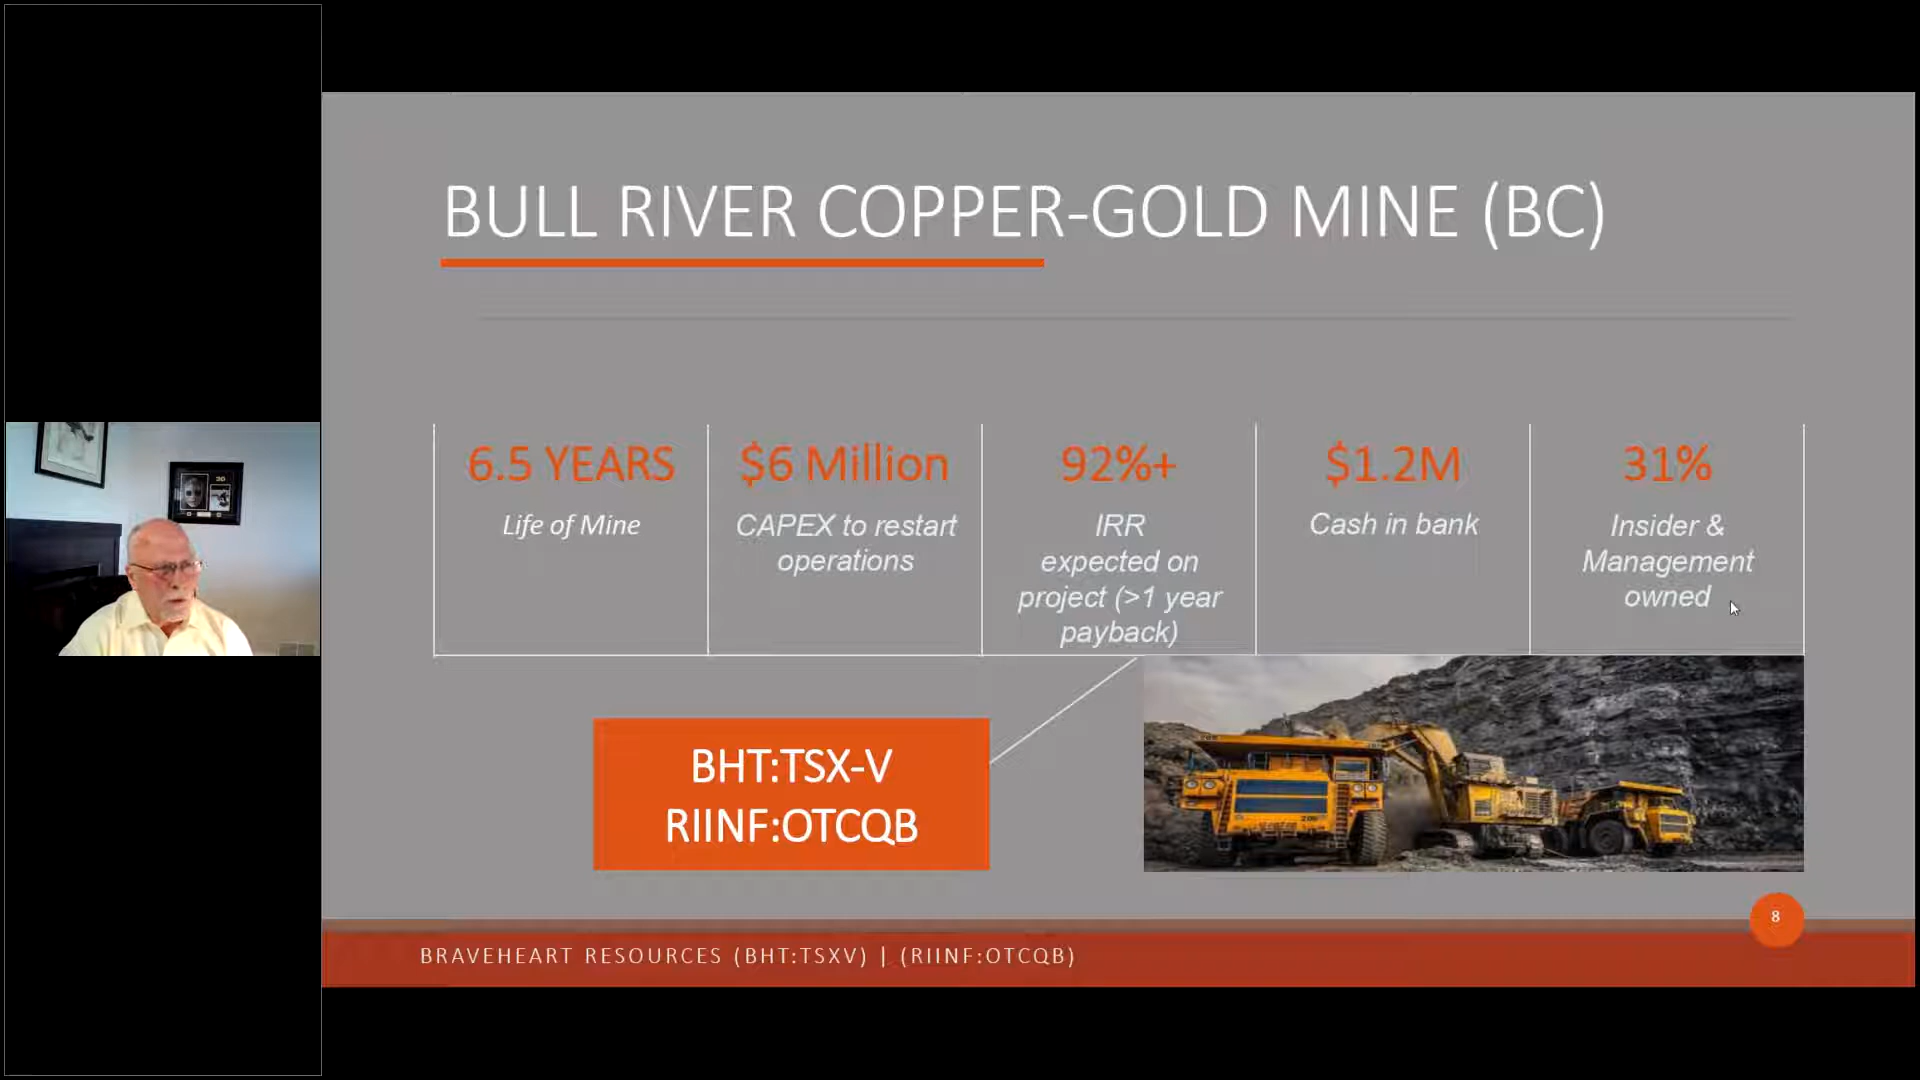 BULL RIVER COPPER-GOLD MINE (BC)
6.5 YEARS
Life of Mine
$6 Million
CAPEX to restart
operations
92%+
IRR
expected on
project (>1 year
payback)
$1.2M
Cash in bank
31%
Insider &
Management
owned
BHT:TSX-V
RIINF:OTCQB
8
BRAVEHEART RESOURCES (BHT:TSXV) | (RIINF:OTCQB)